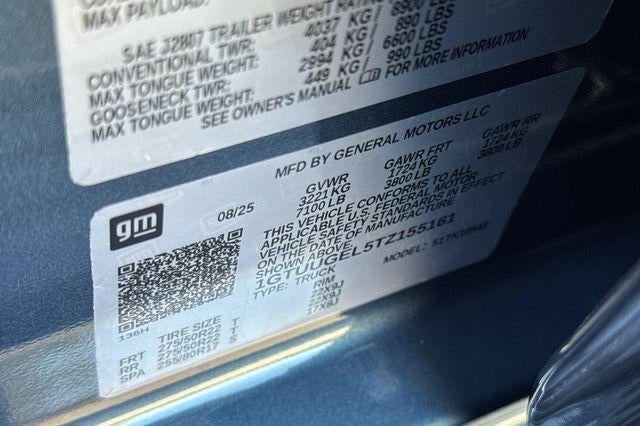 MAX PAYLOAD:
SAE J2807 TRAILER WEIGHT
CONVENTIONAL TWR: 4037 KG / 8900 LBS
MAX TONGUE WEIGHT: 404 KG / 890 LBS
GOOSENECK TWR: 2994 KG / 6600 LBS
MAX TONGUE WEIGHT: 449 KG / 990 LBS
SEE OWNER'S MANUAL FOR MORE INFORMATION
MFD BY GENERAL MOTORS LLC
gm
08/25
GVWR GAWR FRT GAWR RR
3221 KG 1724 KG 1724 KG
7100 LB 3800 LB 3800 LB
THIS VEHICLE CONFORMS TO ALL
APPLICABLE U.S. FEDERAL MOTOR
VEHICLE SAFETY STANDARDS IN EFFECT
ON THE DATE OF MANUFACTURE
SHOWN ABOVE
1GTUUGEL5TZ155161
TYPE: TRUCK MODEL:
136H
TIRE SIZE RIM
FRT 275/50R22 T 22X9J
RR 275/50R22 T 22X9J
SPA 255/80R17 S 17X8J